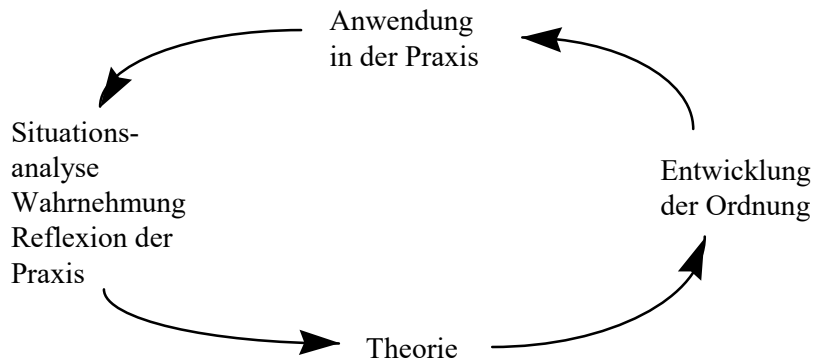 Anwendung
in der Praxis
Situations-
analyse
Wahrnehmung
Reflexion der
Praxis
Entwicklung
der Ordnung
Theorie